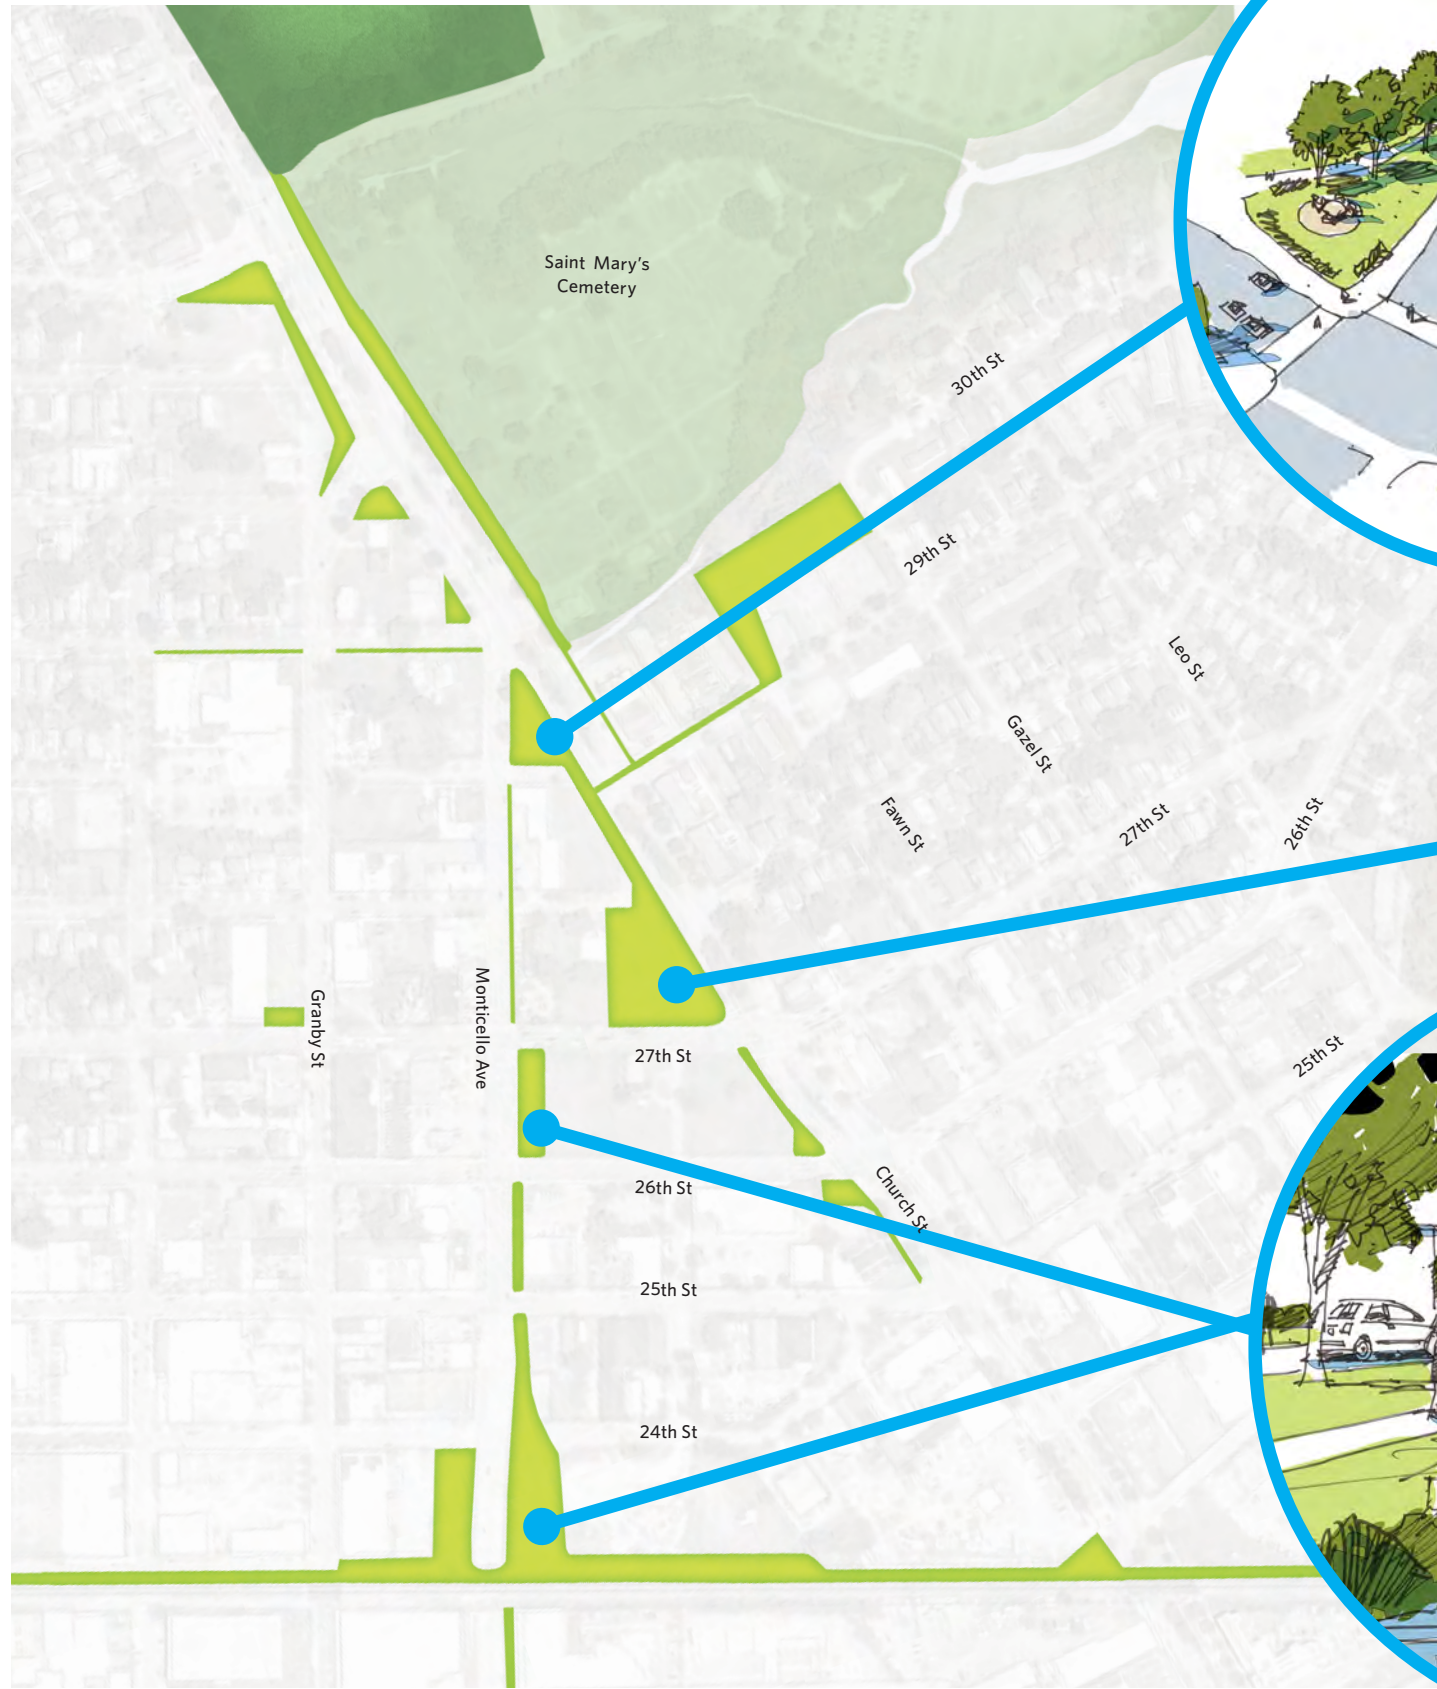 Saint Mary's
Cemetery
30th St
29th St
Leo St
Gazel St
Fawn St
27th St
26th St
Monticello Ave
Granby St
27th St
25th St
26th St
Church St
25th St
24th St